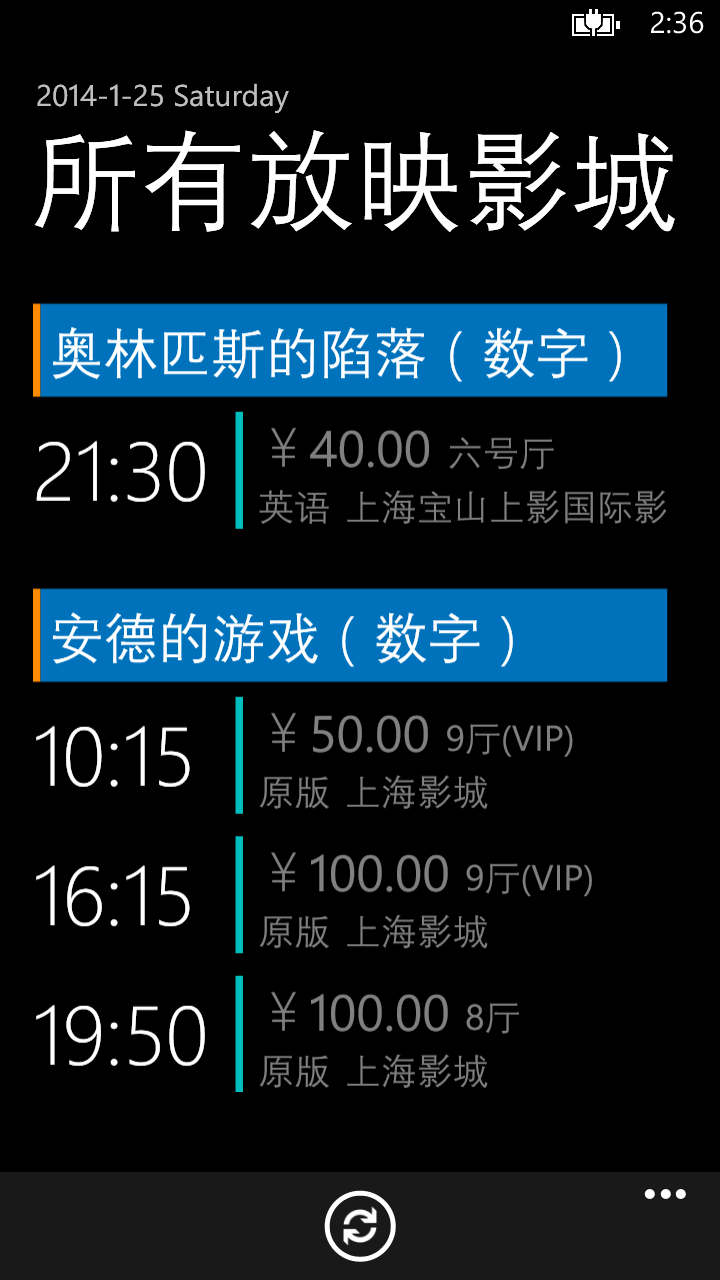 2:36
2014-1-25 Saturday
所有放映影城
奥林匹斯的陷落（数字）
21:30
￥40.00 六号厅
英语 上海宝山上影国际影
安德的游戏（数字）
10:15
￥50.00 9厅(VIP)
原版 上海影城
16:15
￥100.00 9厅(VIP)
原版 上海影城
19:50
￥100.00 8厅
原版 上海影城